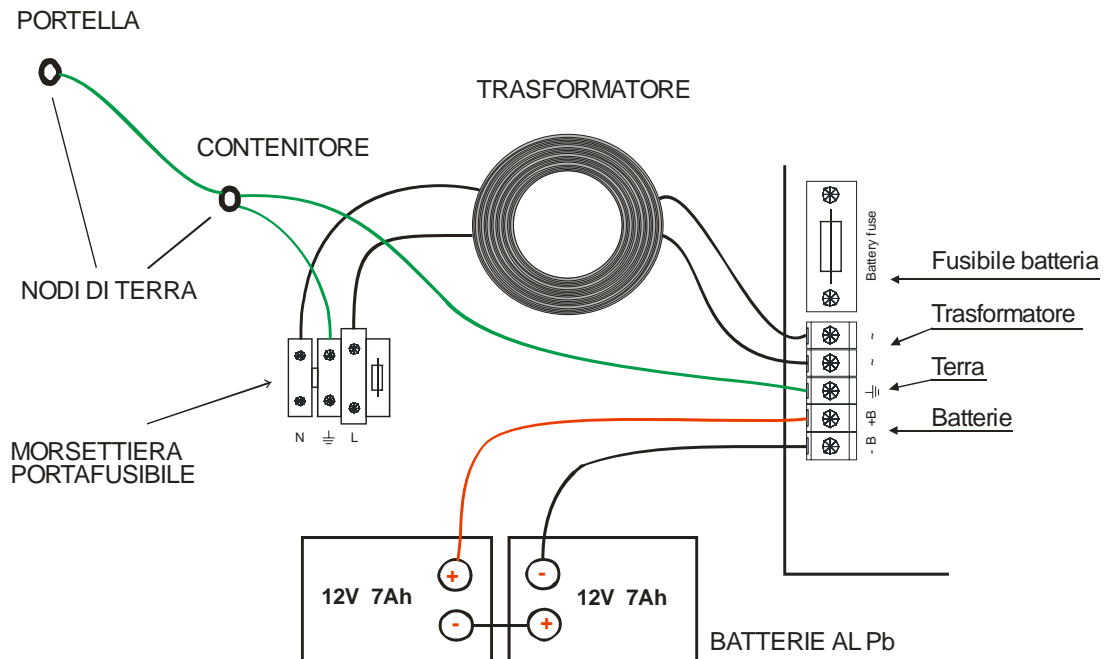 PORTELLA
TRASFORMATORE
CONTENITORE
NODI DI TERRA
Battery fuse
Fusibile batteria
~
Trasformatore
~
Terra
+B
Batterie
- B
N
L
MORSETTIERA
PORTAFUSIBILE
+
-
12V 7Ah
12V 7Ah
-
+
BATTERIE AL Pb